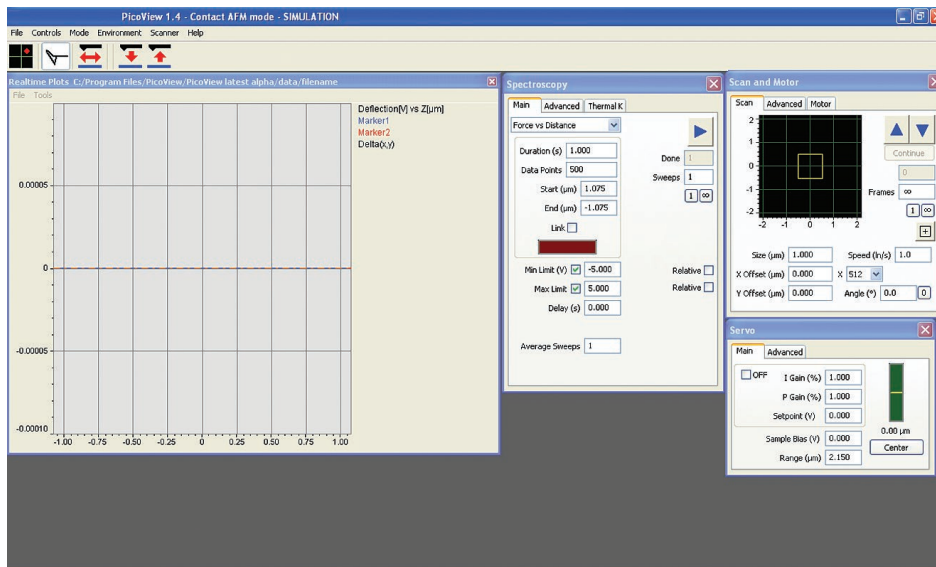 PicoView 1.4 - Contact AFM mode - SIMULATION
File Controls Mode Environment Scanner Help
Realtime Plots C:/Program Files/PicoView/PicoView latest alpha/data/filename
File Tools
Deflection[V] vs Z[μm]
Marker1
Marker2
Delta(x,y)
0.00005
0
-0.00005
-0.00010
-1.00 -0.75 -0.50 -0.25 0 0.25 0.50 0.75 1.00
Spectroscopy
Main Advanced Thermal K
Force vs Distance
Duration (s) 1.000
Done 1
Data Points 500
Sweeps 1
Start (μm) 1.075
1 ∞
End (μm) -1.075
Link
Min Limit (V) -5.000 Relative
Max Limit 5.000 Relative
Delay (s) 0.000
Average Sweeps 1
Scan and Motor
Scan Advanced Motor
2
1
0
-1
-2
-2 -1 0 1 2
Continue
0
Frames ∞
1 ∞
+
Size (μm) 1.000 Speed (ln/s) 1.0
X Offset (μm) 0.000 X 512
Y Offset (μm) 0.000 Angle (°) 0.0 0
Servo
Main Advanced
OFF I Gain (%) 1.000
P Gain (%) 1.000
Setpoint (V) 0.000
0.00 μm
Sample Bias (V) 0.000
Center
Range (μm) 2.150